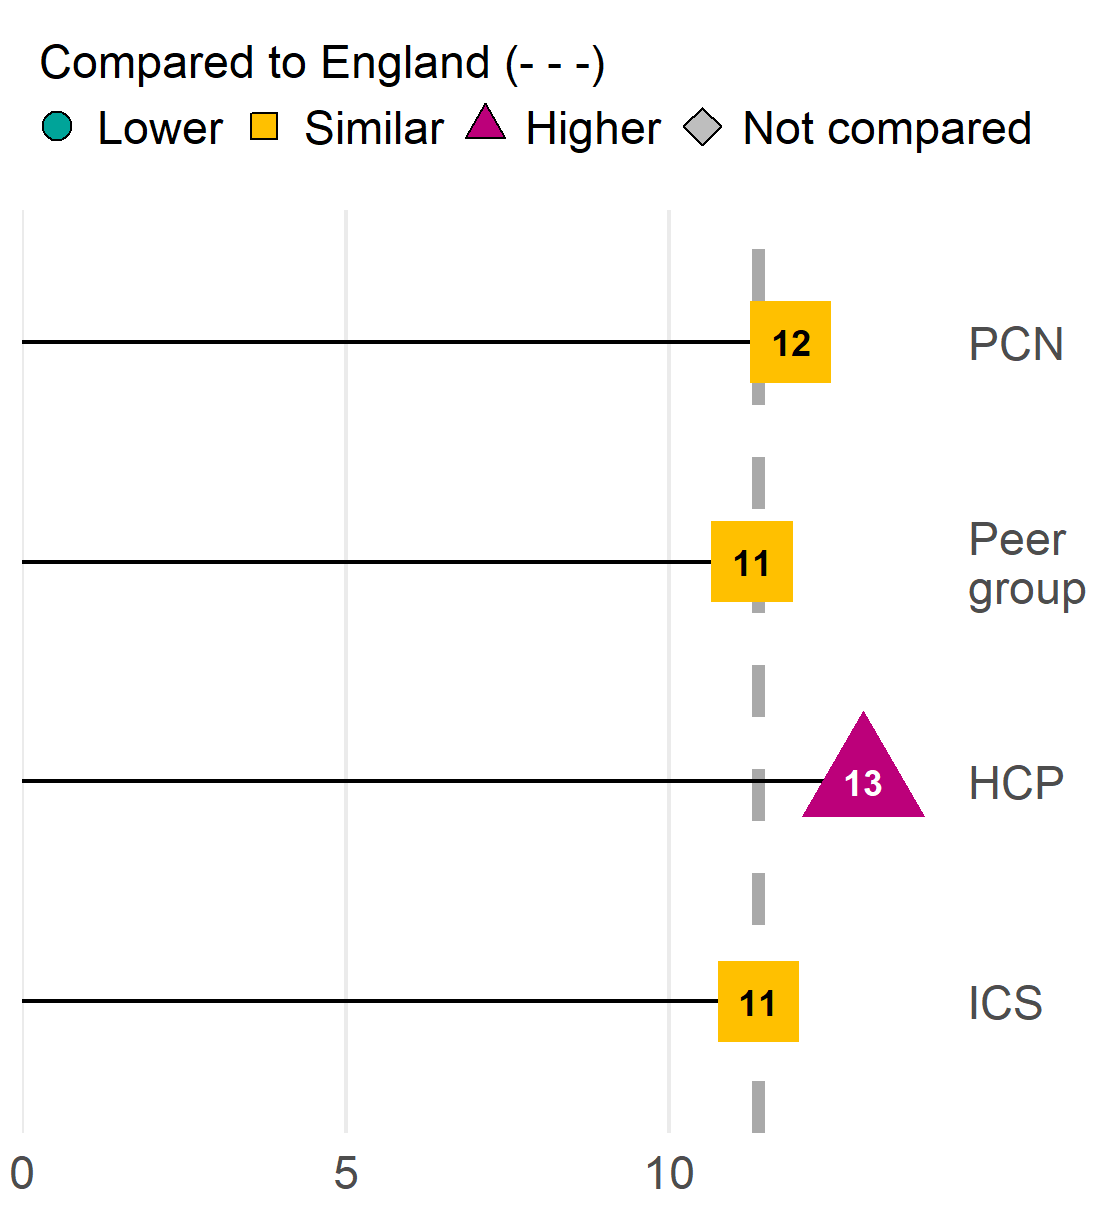 Compared to England (- - -)
Lower Similar Higher Not compared
12 PCN
11 Peer
group
13 HCP
11 ICS
0 5 10